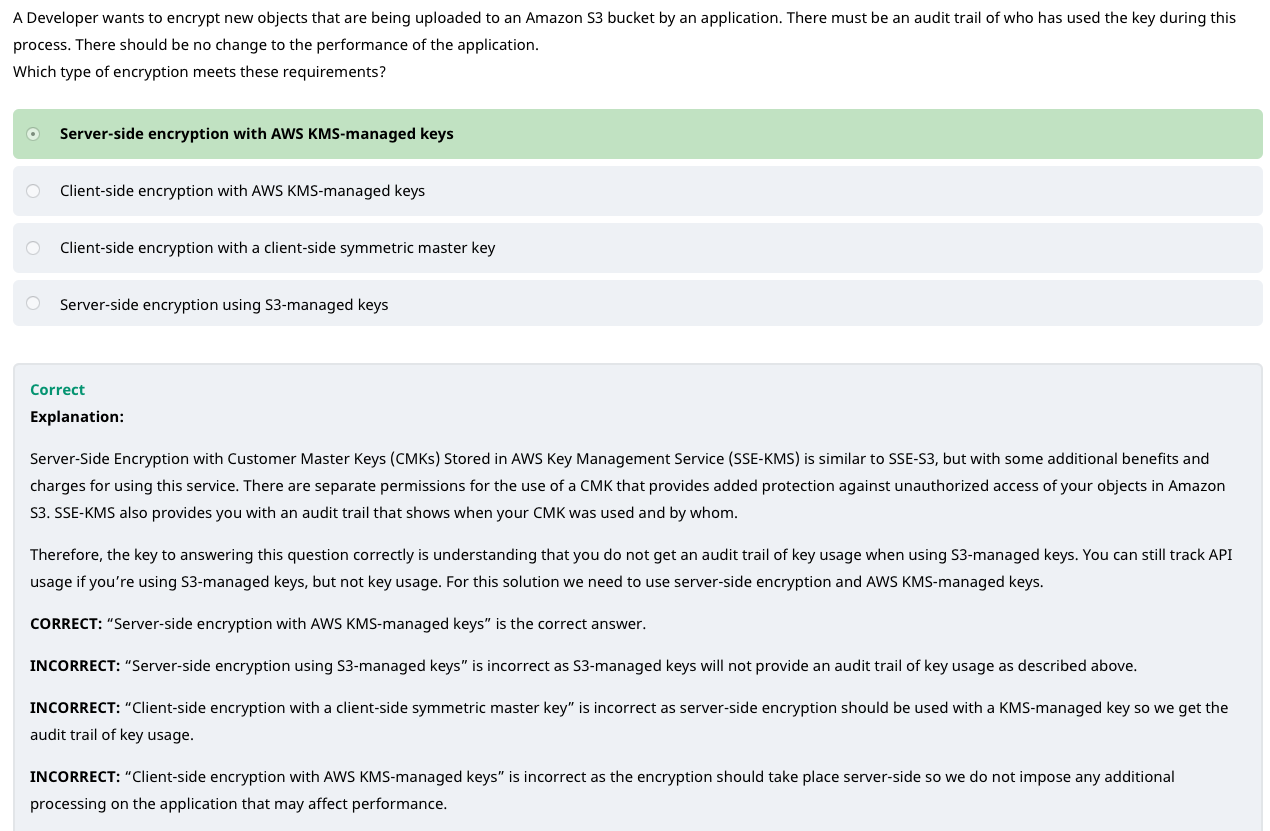 A Developer wants to encrypt new objects that are being uploaded to an Amazon S3 bucket by an application. There must be an audit trail of who has used the key during this
process. There should be no change to the performance of the application.
Which type of encryption meets these requirements?
Server-side encryption with AWS KMS-managed keys
Client-side encryption with AWS KMS-managed keys
Client-side encryption with a client-side symmetric master key
Server-side encryption using S3-managed keys
Correct
Explanation:
Server-Side Encryption with Customer Master Keys (CMKs) Stored in AWS Key Management Service (SSE-KMS) is similar to SSE-S3, but with some additional benefits and
charges for using this service. There are separate permissions for the use of a CMK that provides added protection against unauthorized access of your objects in Amazon
S3. SSE-KMS also provides you with an audit trail that shows when your CMK was used and by whom.
Therefore, the key to answering this question correctly is understanding that you do not get an audit trail of key usage when using S3-managed keys. You can still track API
usage if you’re using S3-managed keys, but not key usage. For this solution we need to use server-side encryption and AWS KMS-managed keys.
CORRECT: “Server-side encryption with AWS KMS-managed keys” is the correct answer.
INCORRECT: “Server-side encryption using S3-managed keys” is incorrect as S3-managed keys will not provide an audit trail of key usage as described above.
INCORRECT: “Client-side encryption with a client-side symmetric master key” is incorrect as server-side encryption should be used with a KMS-managed key so we get the
audit trail of key usage.
INCORRECT: “Client-side encryption with AWS KMS-managed keys” is incorrect as the encryption should take place server-side so we do not impose any additional
processing on the application that may affect performance.